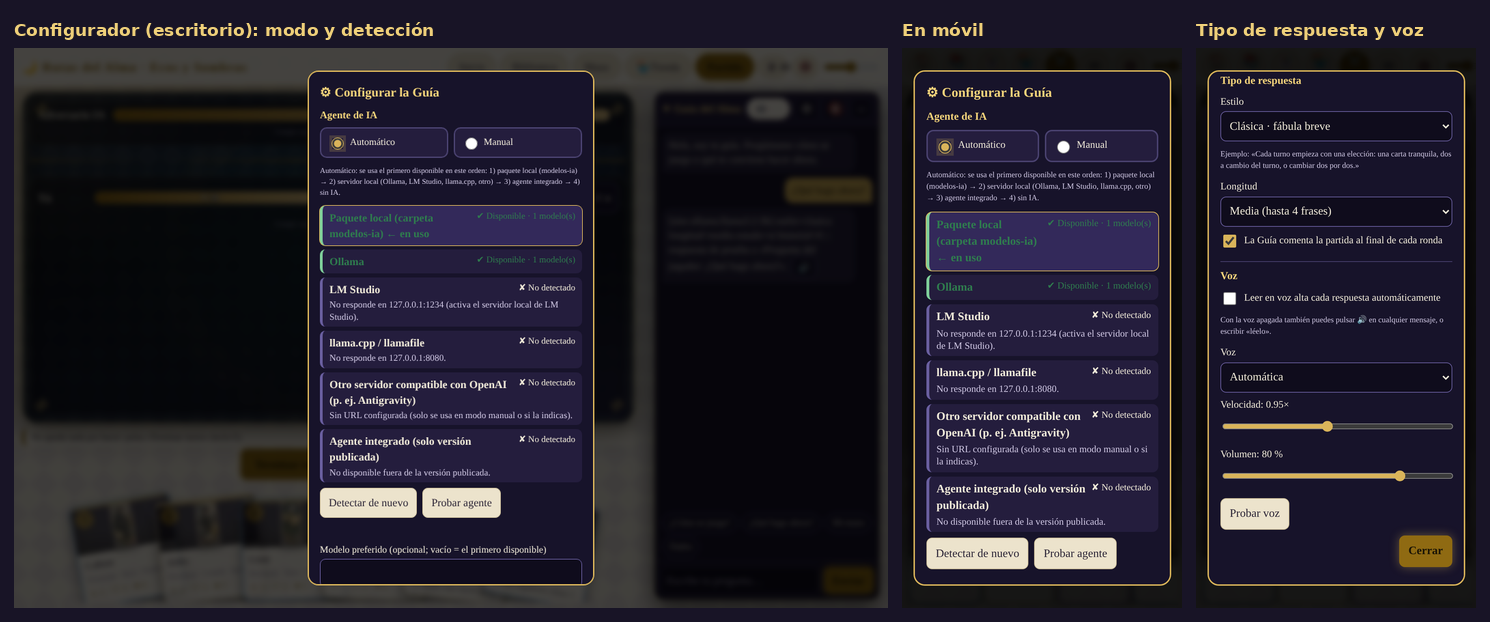 Configurador (escritorio): modo y detección
⚙ Configurar la Guía
Agente de IA
Automático
Manual
Automático: se usa el primero disponible en este orden: 1) paquete local (modelos-ia)
→ 2) servidor local (Ollama, LM Studio, llama.cpp, otro) → 3) agente integrado → 4)
sin IA.
Paquete local (carpeta
modelos-ia) ← en uso
✔ Disponible · 1 modelo(s)
Ollama
✔ Disponible · 1 modelo(s)
LM Studio
✘ No detectado
No responde en 127.0.0.1:1234 (activa el servidor local de LM
Studio).
llama.cpp / llamafile
✘ No detectado
No responde en 127.0.0.1:8080.
Otro servidor compatible con OpenAI
(p. ej. Antigravity)
✘ No detectado
Sin URL configurada (solo se usa en modo manual o si la indicas).
Agente integrado (solo versión
publicada)
✘ No detectado
No disponible fuera de la versión publicada.
Detectar de nuevo
Probar agente
Modelo preferido (opcional; vacío = el primero disponible)
En móvil
⚙ Configurar la Guía
Agente de IA
Automático
Manual
Automático: se usa el primero disponible en este orden: 1) paquete local
(modelos-ia) → 2) servidor local (Ollama, LM Studio, llama.cpp, otro)
→ 3) agente integrado → 4) sin IA.
Paquete local
(carpeta modelos-ia)
← en uso
✔ Disponible · 1 modelo(s)
Ollama
✔ Disponible · 1 modelo(s)
LM Studio
✘ No detectado
No responde en 127.0.0.1:1234 (activa el servidor local
de LM Studio).
llama.cpp / llamafile
✘ No detectado
No responde en 127.0.0.1:8080.
Otro servidor compatible con
OpenAI (p. ej. Antigravity)
✘ No detectado
Sin URL configurada (solo se usa en modo manual o si
la indicas).
Agente integrado (solo versión
publicada)
✘ No detectado
No disponible fuera de la versión publicada.
Detectar de nuevo
Probar agente
Tipo de respuesta y voz
Tipo de respuesta
Estilo
Clásica · fábula breve
Ejemplo: «Cada turno empieza con una elección: una carta tranquila, dos
a cambio del turno, o cambiar dos por dos.»
Longitud
Media (hasta 4 frases)
La Guía comenta la partida al final de cada ronda
Voz
Leer en voz alta cada respuesta automáticamente
Con la voz apagada también puedes pulsar 🔊 en cualquier mensaje, o
escribir «léelo».
Voz
Automática
Velocidad: 0.95×
Volumen: 80 %
Probar voz
Cerrar